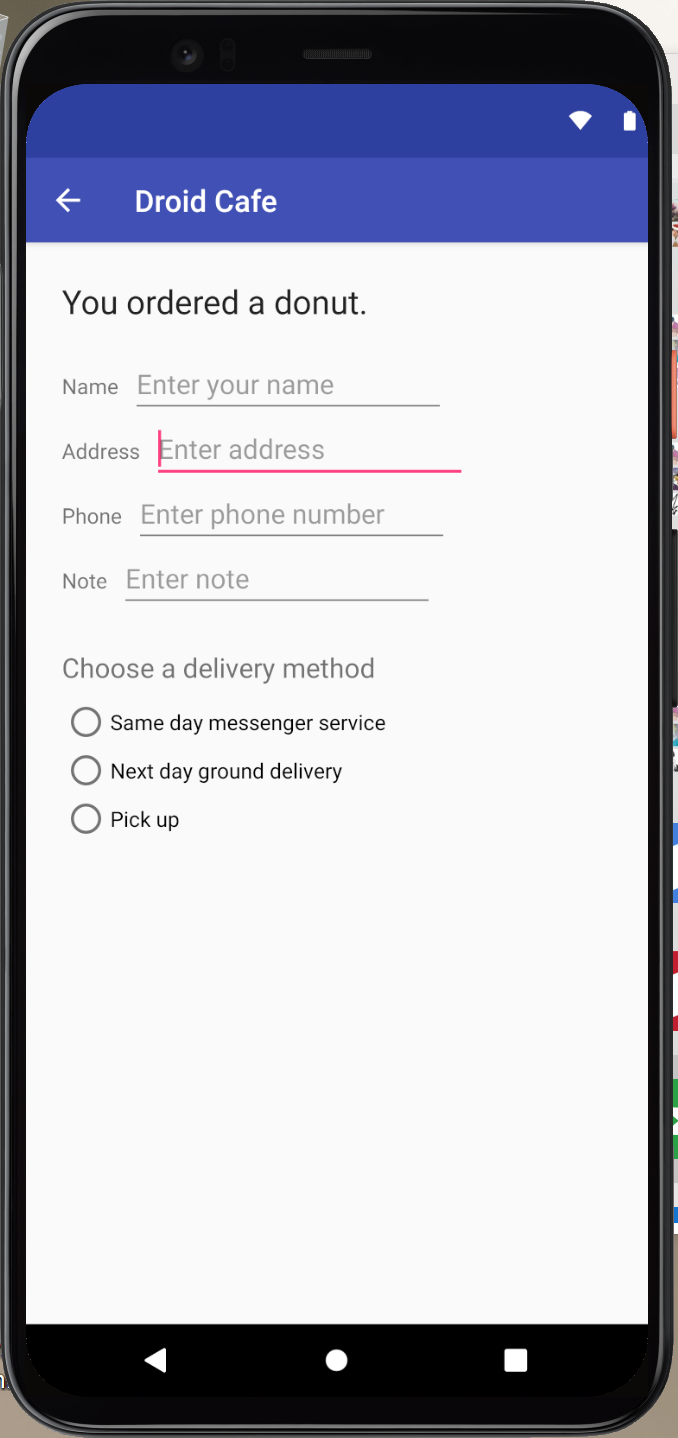 Droid Cafe
You ordered a donut.
Name Enter your name
Address Enter address
Phone Enter phone number
Note Enter note
Choose a delivery method
Same day messenger service
Next day ground delivery
Pick up